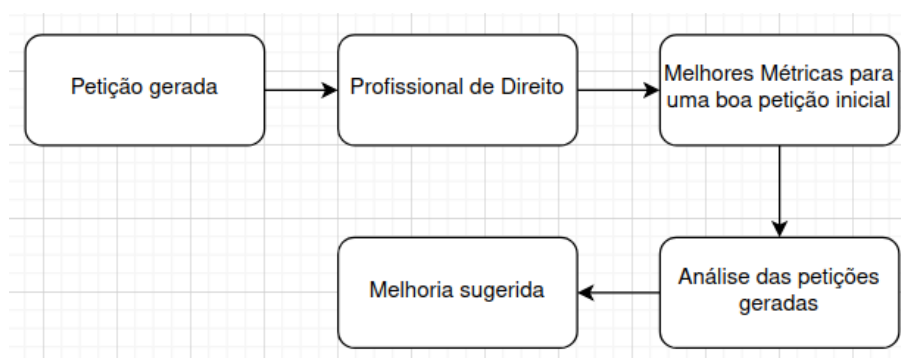 Petição gerada
Profissional de Direito
Melhores Métricas para
uma boa petição inicial
Análise das petições
geradas
Melhoria sugerida